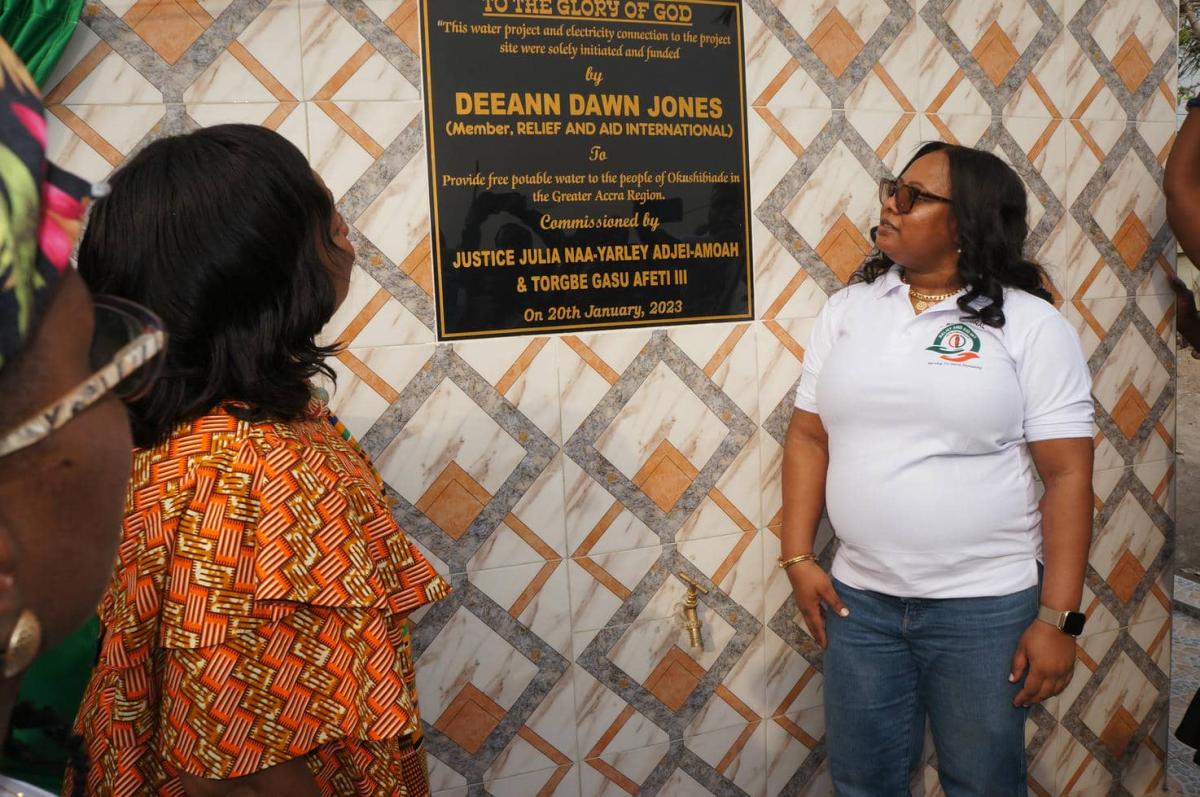 TO THE GLORY OF GOD
"This water project and electricity connection to the project
site were solely initiated and funded
by
DEEANN DAWN JONES
(Member, RELIEF AND AID INTERNATIONAL)
To
Provide free potable water to the people of Okushibiade in
the Greater Accra Region.
Commissioned by
JUSTICE JULIA NAA-YARLEY ADJEI-AMOAH
& TORGBE GASU AFETI III
On 20th January, 2023